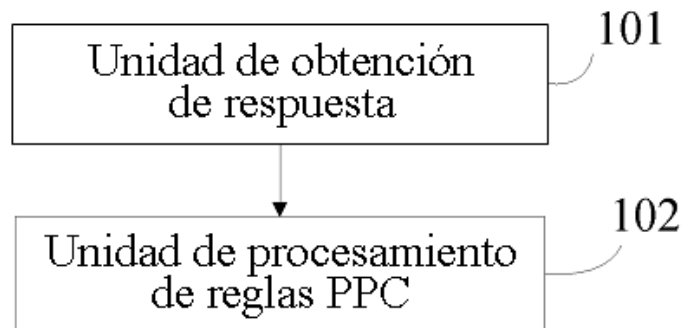 101
Unidad de obtención
de respuesta
102
Unidad de procesamiento
de reglas PPC